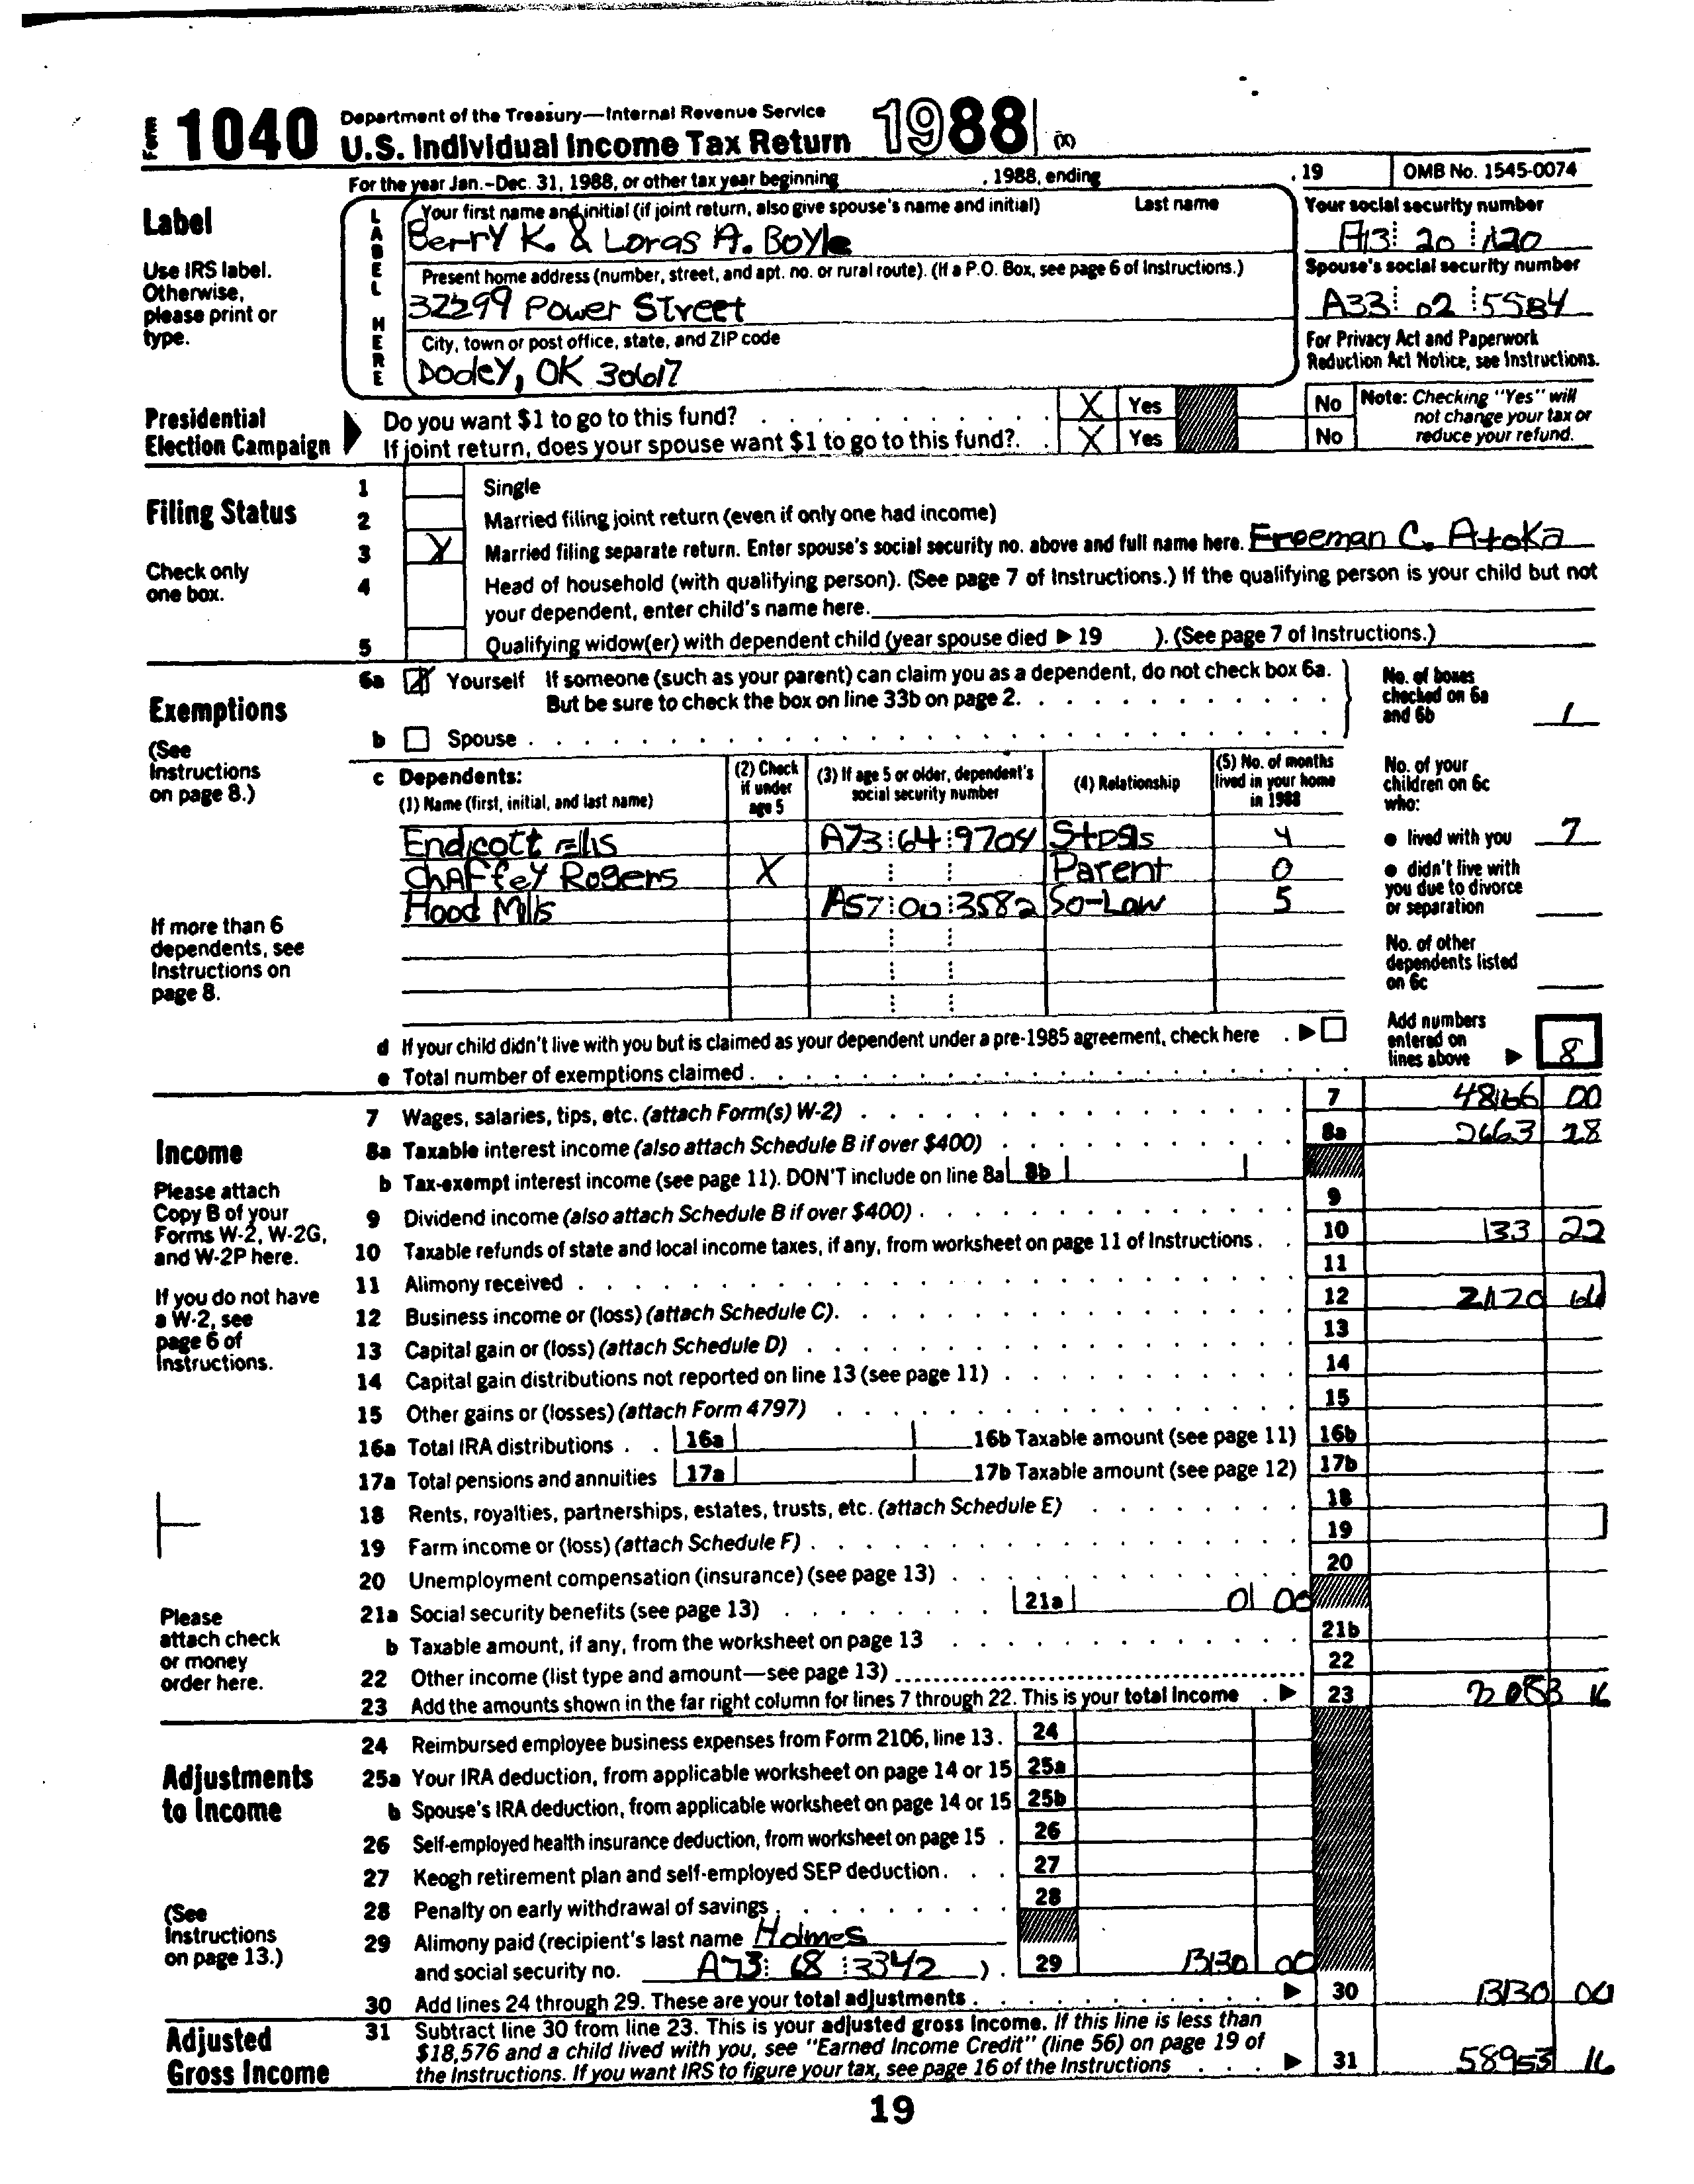 Form 1040 Department of the Treasury—Internal Revenue Service
U.S. Individual Income Tax Return 1988 (X)
For the year Jan.-Dec. 31, 1988, or other tax year beginning , 1988, ending , 19 OMB No. 1545-0074
Label
Use IRS label.
Otherwise,
please print or
type.
LABEL HERE
Your first name and initial (if joint return, also give spouse's name and initial) Last name
Berry K. & Loras A. Boyle
Present home address (number, street, and apt. no. or rural route). (If a P.O. Box, see page 6 of Instructions.)
32299 Power Street
City, town or post office, state, and ZIP code
Dooley, OK 30617
Your social security number
A13 20 1120
Spouse's social security number
A33 02 5584
For Privacy Act and Paperwork
Reduction Act Notice, see Instructions.
Presidential
Election Campaign
Do you want $1 to go to this fund? X Yes No
If joint return, does your spouse want $1 to go to this fund?. X Yes No
Note: Checking "Yes" will
not change your tax or
reduce your refund.
Filing Status
Check only
one box.
1 Single
2 Married filing joint return (even if only one had income)
3 X Married filing separate return. Enter spouse's social security no. above and full name here. Freeman C. Atoka
4 Head of household (with qualifying person). (See page 7 of Instructions.) If the qualifying person is your child but not
your dependent, enter child's name here.
5 Qualifying widow(er) with dependent child (year spouse died ▶ 19 ). (See page 7 of Instructions.)
Exemptions
(See
Instructions
on page 8.)
6a X Yourself If someone (such as your parent) can claim you as a dependent, do not check box 6a.
But be sure to check the box on line 33b on page 2.
b Spouse
No. of boxes
checked on 6a
and 6b 1
c Dependents:
(1) Name (first, initial, and last name)
(2) Check
if under
age 5
(3) If age 5 or older, dependent's
social security number
(4) Relationship
(5) No. of months
lived in your home
in 1988
Endicott Ellis A73 64 9704 Stpsis 4
Chaffey Rogers X Parent 0
Hood Mills A57 00 3582 So-Law 5
If more than 6
dependents, see
Instructions on
page 8.
No. of your
children on 6c
who:
● lived with you 7
● didn't live with
you due to divorce
or separation
No. of other
dependents listed
on 6c
d If your child didn't live with you but is claimed as your dependent under a pre-1985 agreement, check here . ▶
e Total number of exemptions claimed
Add numbers
entered on
lines above ▶ 8
Income
Please attach
Copy B of your
Forms W-2, W-2G,
and W-2P here.
If you do not have
a W-2, see
page 6 of
Instructions.
Please
attach check
or money
order here.
7 Wages, salaries, tips, etc. (attach Form(s) W-2) 7 48166 00
8a Taxable interest income (also attach Schedule B if over $400) 8a 2663 28
b Tax-exempt interest income (see page 11). DON'T include on line 8a 8b
9 Dividend income (also attach Schedule B if over $400) 9
10 Taxable refunds of state and local income taxes, if any, from worksheet on page 11 of Instructions 10 133 22
11 Alimony received 11
12 Business income or (loss) (attach Schedule C) 12 21120 66
13 Capital gain or (loss) (attach Schedule D) 13
14 Capital gain distributions not reported on line 13 (see page 11) 14
15 Other gains or (losses) (attach Form 4797) 15
16a Total IRA distributions 16a 16b Taxable amount (see page 11) 16b
17a Total pensions and annuities 17a 17b Taxable amount (see page 12) 17b
18 Rents, royalties, partnerships, estates, trusts, etc. (attach Schedule E) 18
19 Farm income or (loss) (attach Schedule F) 19
20 Unemployment compensation (insurance) (see page 13) 20
21a Social security benefits (see page 13) 21a 0 00
b Taxable amount, if any, from the worksheet on page 13 21b
22 Other income (list type and amount—see page 13) 22
23 Add the amounts shown in the far right column for lines 7 through 22. This is your total income ▶ 23 72083 16
Adjustments
to Income
(See
Instructions
on page 13.)
24 Reimbursed employee business expenses from Form 2106, line 13. 24
25a Your IRA deduction, from applicable worksheet on page 14 or 15 25a
b Spouse's IRA deduction, from applicable worksheet on page 14 or 15 25b
26 Self-employed health insurance deduction, from worksheet on page 15 26
27 Keogh retirement plan and self-employed SEP deduction 27
28 Penalty on early withdrawal of savings 28
29 Alimony paid (recipient's last name Holmes
and social security no. A73 68 3342 ) . 29 13130 00
30 Add lines 24 through 29. These are your total adjustments ▶ 30 13130 00
Adjusted
Gross Income
31 Subtract line 30 from line 23. This is your adjusted gross income. If this line is less than
$18,576 and a child lived with you, see "Earned Income Credit" (line 56) on page 19 of
the Instructions. If you want IRS to figure your tax, see page 16 of the Instructions ▶ 31 58953 16
19